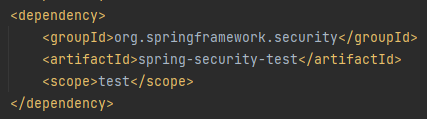 <dependency>
    <groupId>org.springframework.security</groupId>
    <artifactId>spring-security-test</artifactId>
    <scope>test</scope>
</dependency>